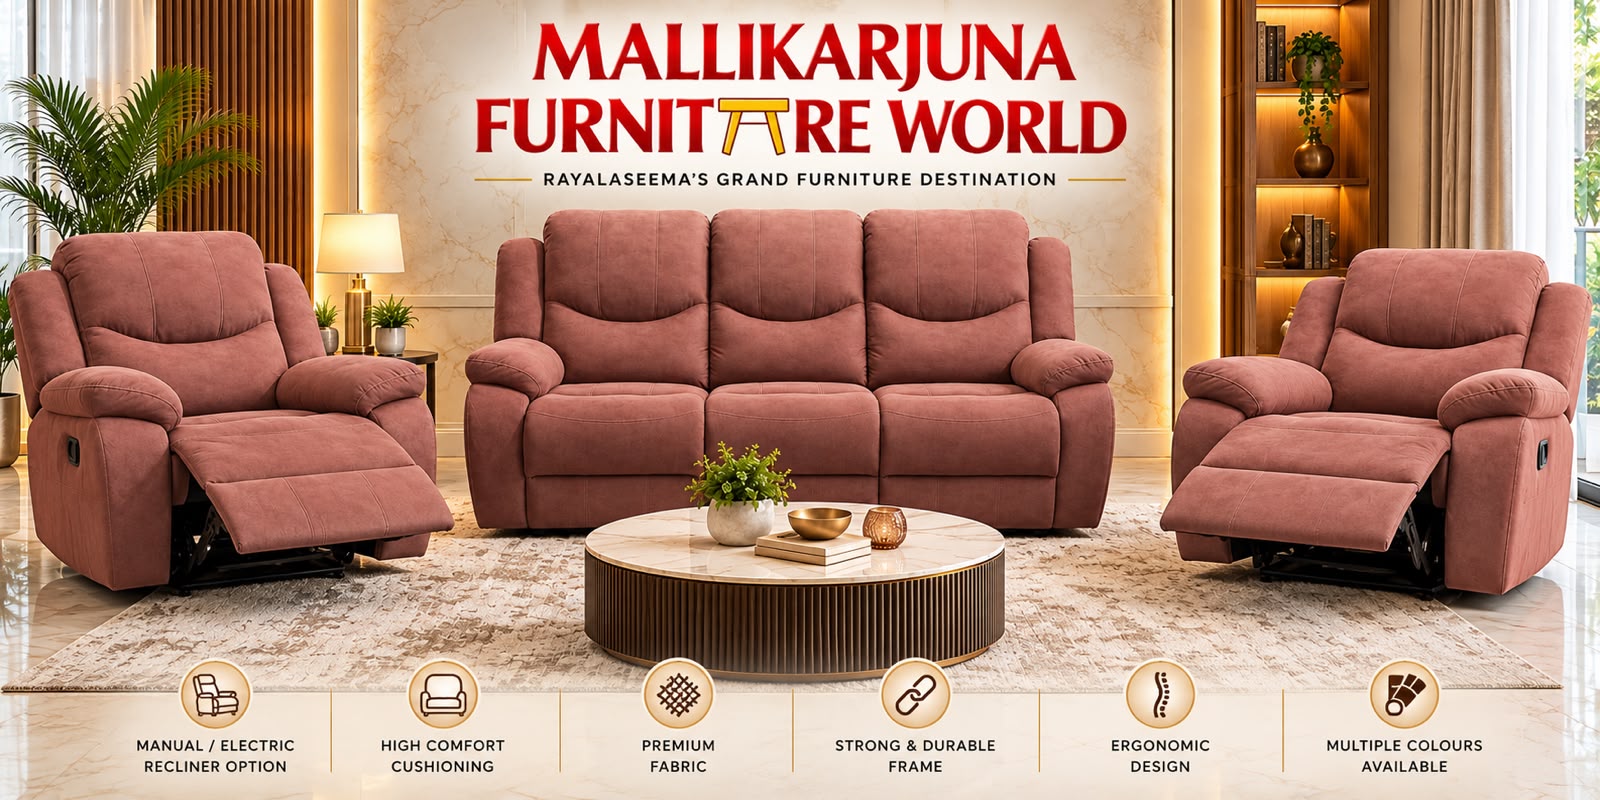 MALLIKARJUNA
FURNITURE WORLD
RAYALASEEMA'S GRAND FURNITURE DESTINATION
MANUAL / ELECTRIC
RECLINER OPTION
HIGH COMFORT
CUSHIONING
PREMIUM
FABRIC
STRONG & DURABLE
FRAME
ERGONOMIC
DESIGN
MULTIPLE COLOURS
AVAILABLE